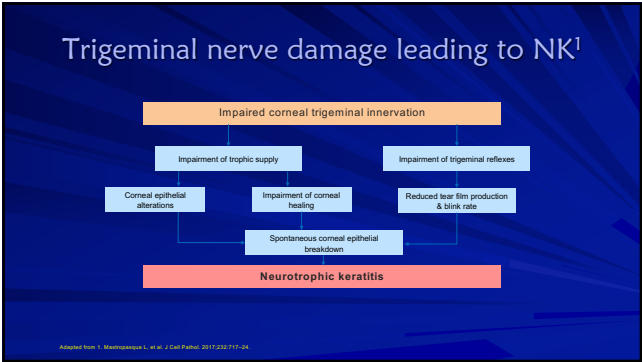 Trigeminal nerve damage leading to NK¹
Impaired corneal trigeminal innervation
Impairment of trophic supply
Impairment of trigeminal reflexes
Corneal epithelial
alterations
Impairment of corneal
healing
Reduced tear film production
& blink rate
Spontaneous corneal epithelial
breakdown
Neurotrophic keratitis
Adapted from 1. Mastropasque L, et al. J Cell Pathol. 2017;232:717–24.